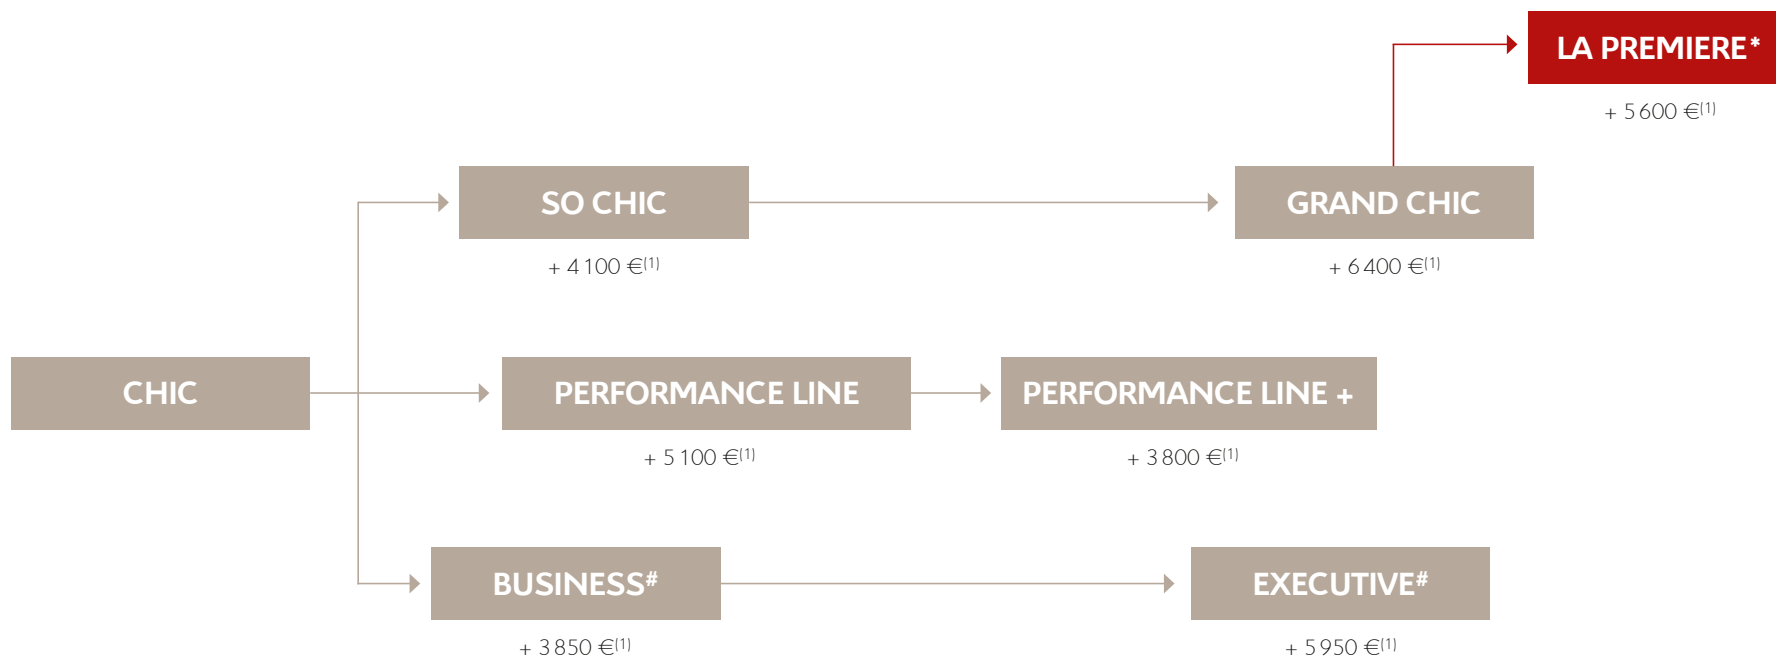 LA PREMIERE*
+ 5 600 €(1)
SO CHIC
GRAND CHIC
+ 4 100 €(1)
+ 6 400 €(1)
CHIC
PERFORMANCE LINE
PERFORMANCE LINE +
+ 5 100 €(1)
+ 3 800 €(1)
BUSINESS#
EXECUTIVE#
+ 3 850 €(1)
+ 5 950 €(1)